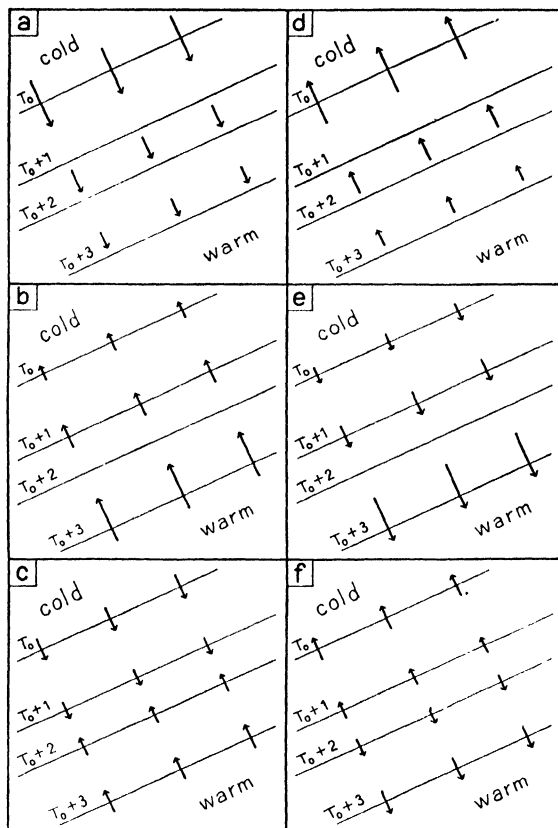 a
cold
T₀
T₀+1
T₀+2
T₀+3
warm
b
cold
T₀
T₀+1
T₀+2
T₀+3
warm
c
cold
T₀
T₀+1
T₀+2
T₀+3
warm
d
cold
T₀
T₀+1
T₀+2
T₀+3
warm
e
cold
T₀
T₀+1
T₀+2
T₀+3
warm
f
cold
T₀
T₀+1
T₀+2
T₀+3
warm